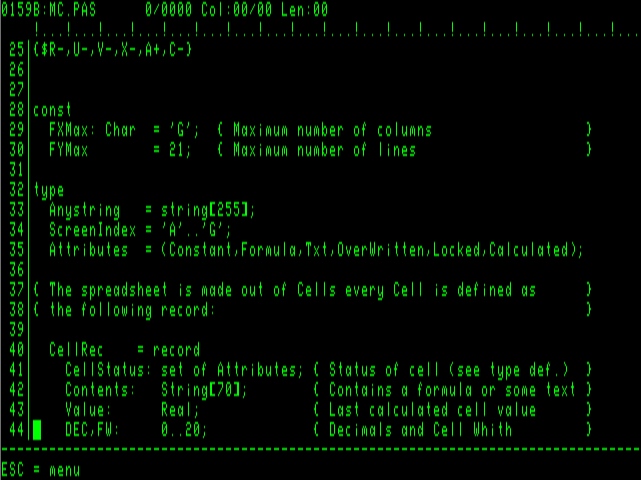 0159B:MC.PAS      0/0000 Col:00/00 Len:00
25 {$R-,U-,V-,X-,A+,C-}
26
27
28 const
29   FXMax: Char  = 'G';  { Maximum number of columns                   }
30   FYMax        = 21;   { Maximum number of lines                     }
31
32 type
33   Anystring   = string[255];
34   ScreenIndex = 'A'..'G';
35   Attributes  = (Constant,Formula,Txt,OverWritten,Locked,Calculated);
36
37 { The spreadsheet is made out of Cells every Cell is defined as      }
38 { the following record:                                              }
39
40   CellRec    = record
41     CellStatus: set of Attributes; { Status of cell (see type def.)  }
42     Contents:   String[70];        { Contains a formula or some text }
43     Value:      Real;              { Last calculated cell value      }
44     DEC,FW:     0..20;             { Decimals and Cell Whith         }
ESC = menu